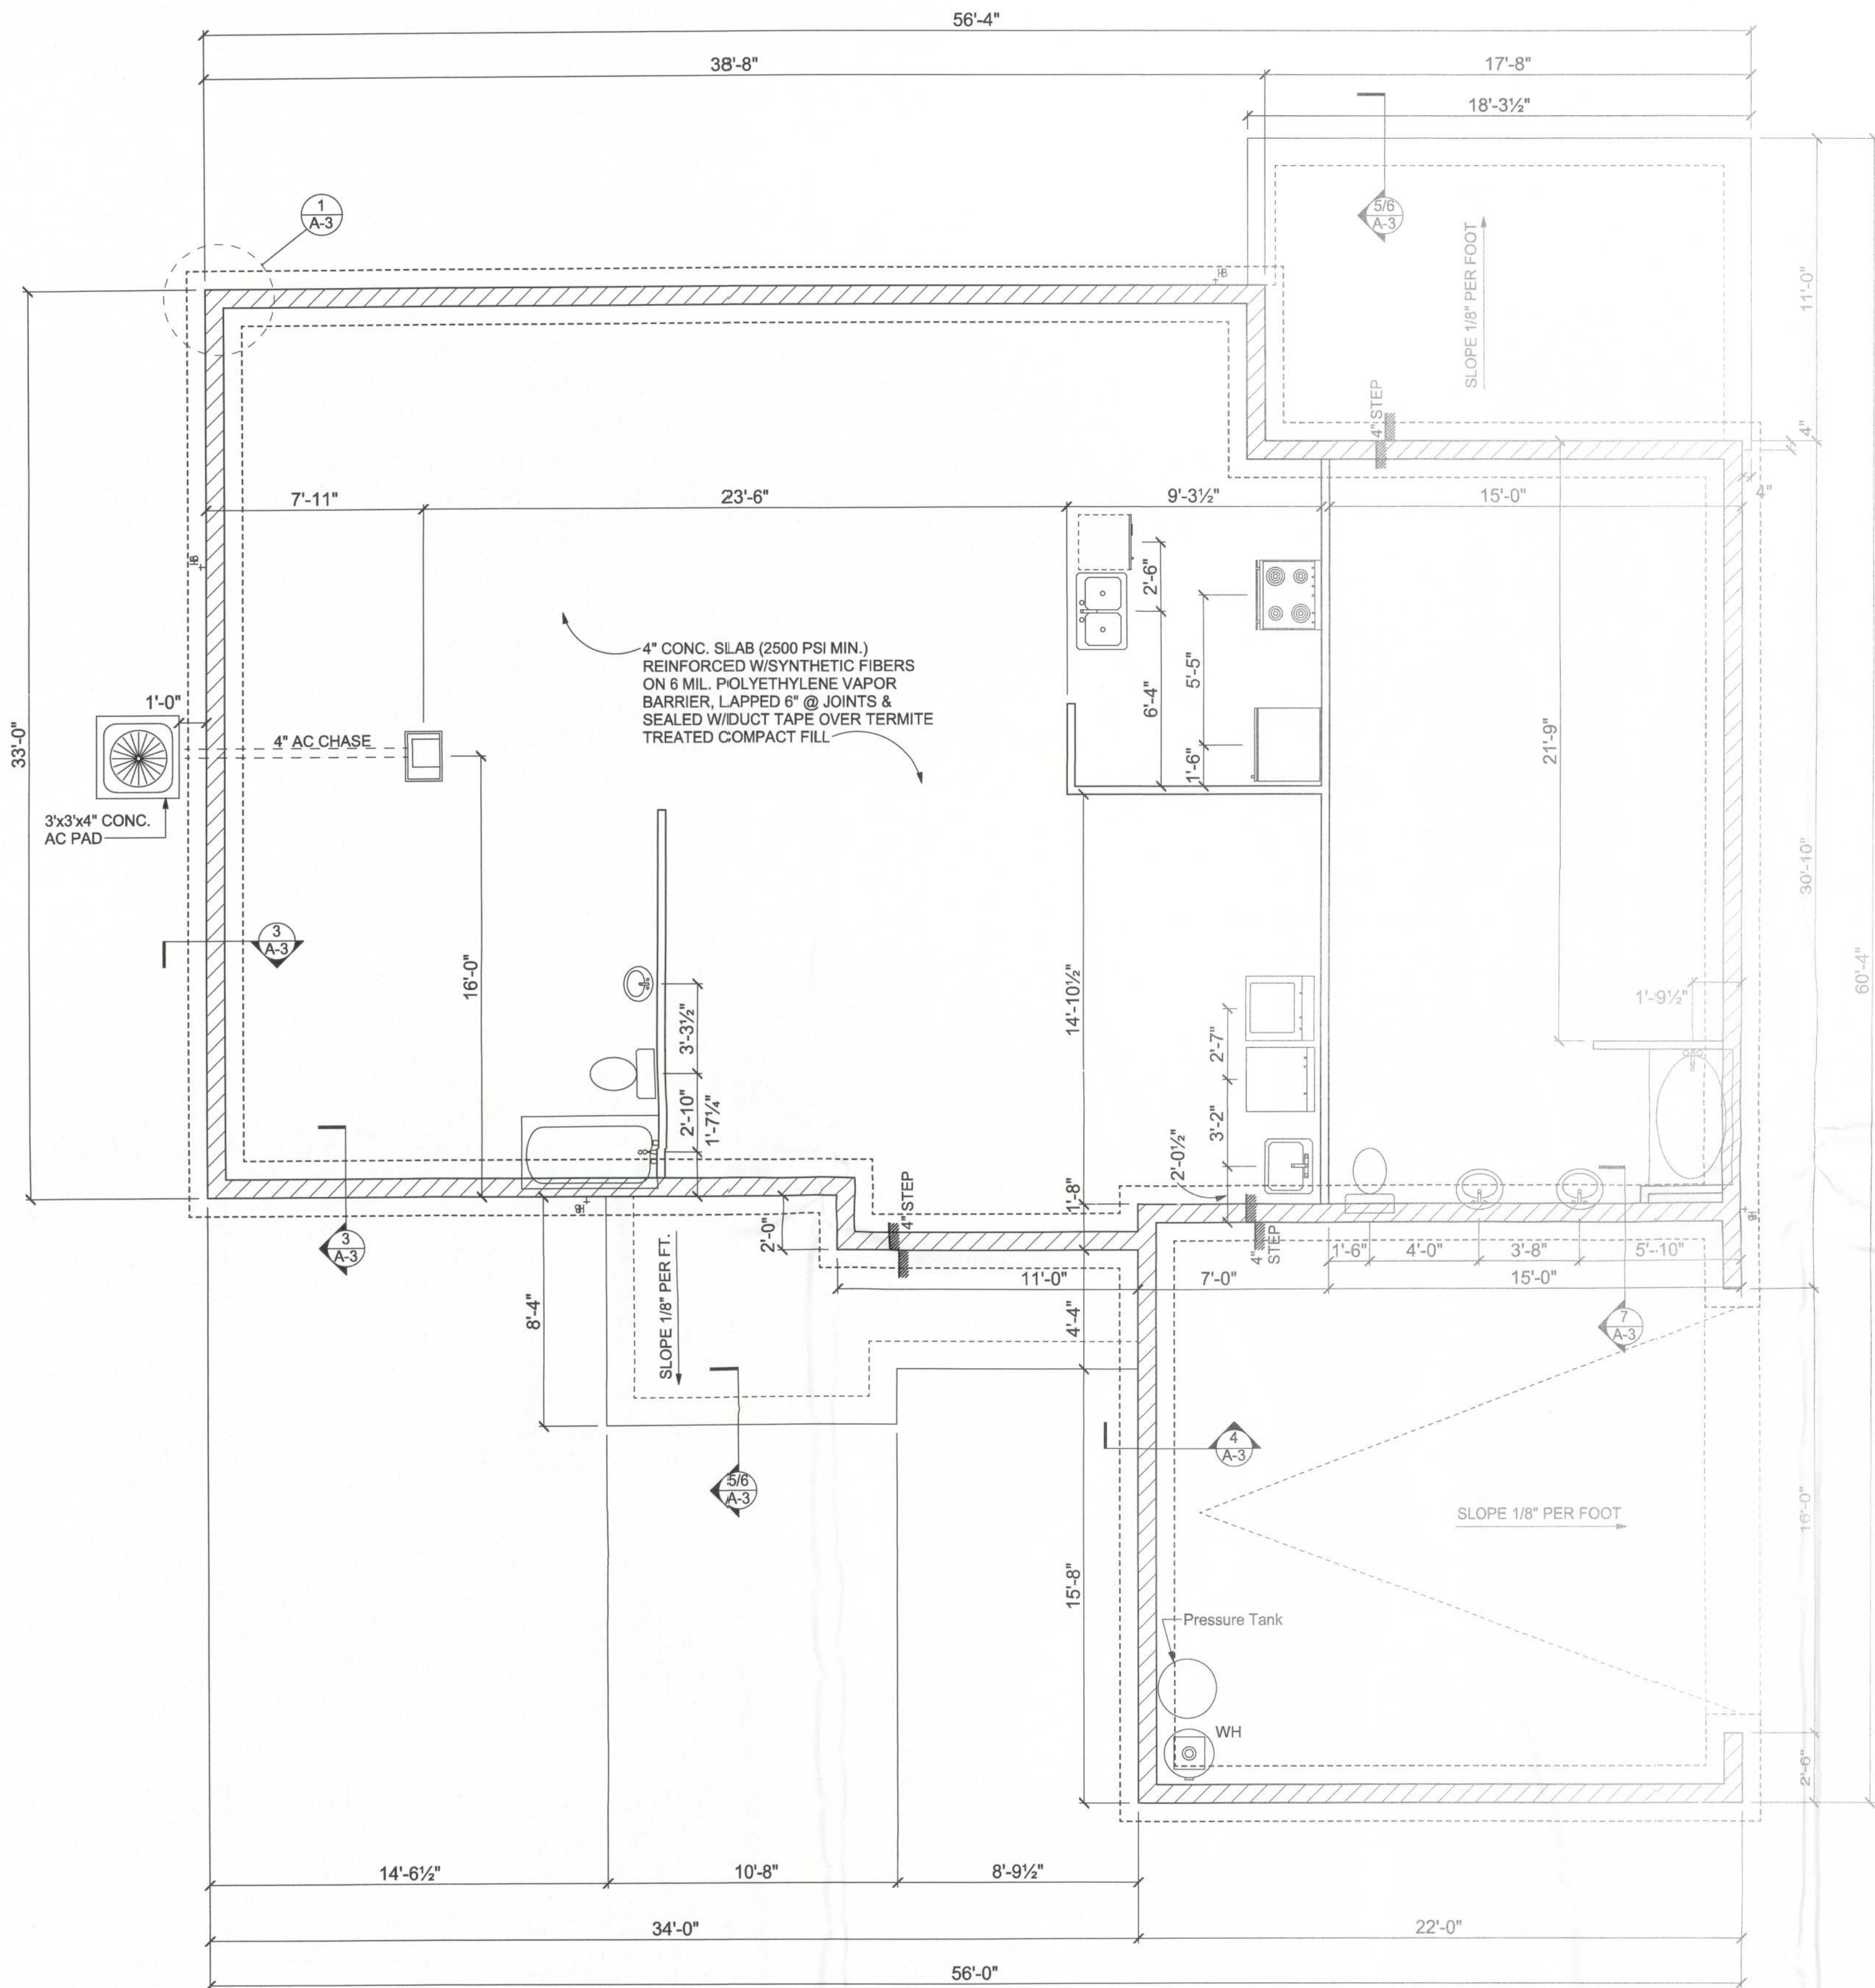 56'-4"
38'-8"
17'-8"
18'-3½"
1
A-3
5/6
A-3
SLOPE 1/8" PER FOOT
11'-0"
HB
4" STEP
4"
4"
7'-11"
23'-6"
9'-3½"
15'-0"
HB
2'-6"
5'-5"
6'-4"
1'-6"
21'-9"
4" CONC. SLAB (2500 PSI MIN.)
REINFORCED W/SYNTHETIC FIBERS
ON 6 MIL. POLYETHYLENE VAPOR
BARRIER, LAPPED 6" @ JOINTS &
SEALED W/DUCT TAPE OVER TERMITE
TREATED COMPACT FILL
33'-0"
1'-0"
4" AC CHASE
3'x3'x4" CONC.
AC PAD
30'-10"
60'-4"
3
A-3
16'-0"
14'-10½"
1'-9½"
3'-3½"
2'-10"
1'-7¼"
2'-7"
3'-2"
2'-0½"
1'-8"
HB
HB
3
A-3
2'-0"
4" STEP
4"
STEP
1'-6"
4'-0"
3'-8"
5'-10"
11'-0"
7'-0"
15'-0"
8'-4"
SLOPE 1/8" PER FT.
4'-4"
7
A-3
4
A-3
5/6
A-3
SLOPE 1/8" PER FOOT
16'-0"
15'-8"
Pressure Tank
WH
2'-6"
14'-6½"
10'-8"
8'-9½"
34'-0"
22'-0"
56'-0"